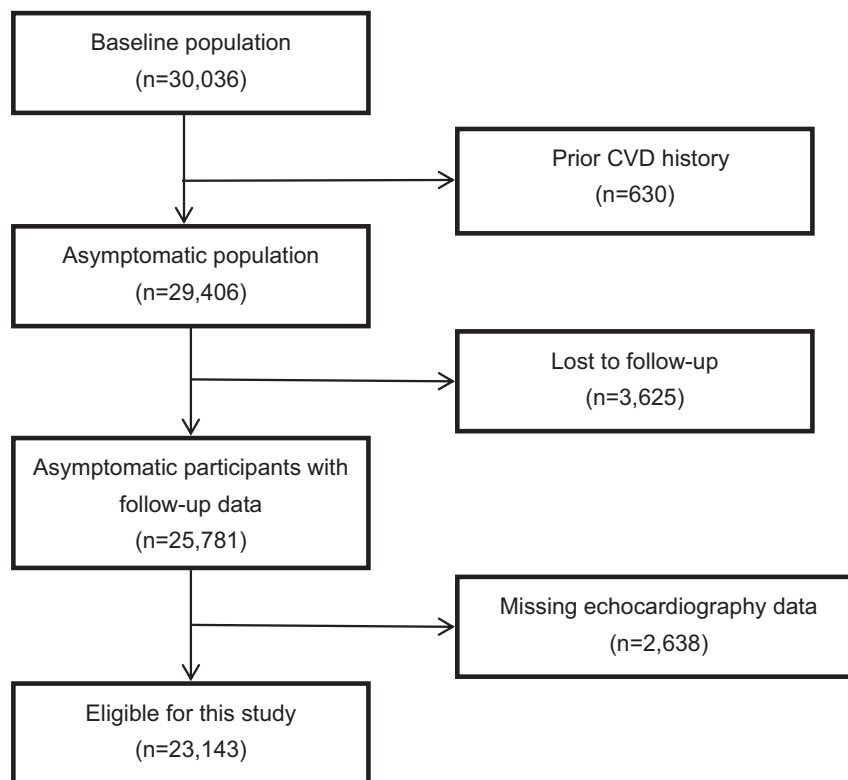 Baseline population
(n=30,036)
Prior CVD history
(n=630)
Asymptomatic population
(n=29,406)
Lost to follow-up
(n=3,625)
Asymptomatic participants with
follow-up data
(n=25,781)
Missing echocardiography data
(n=2,638)
Eligible for this study
(n=23,143)